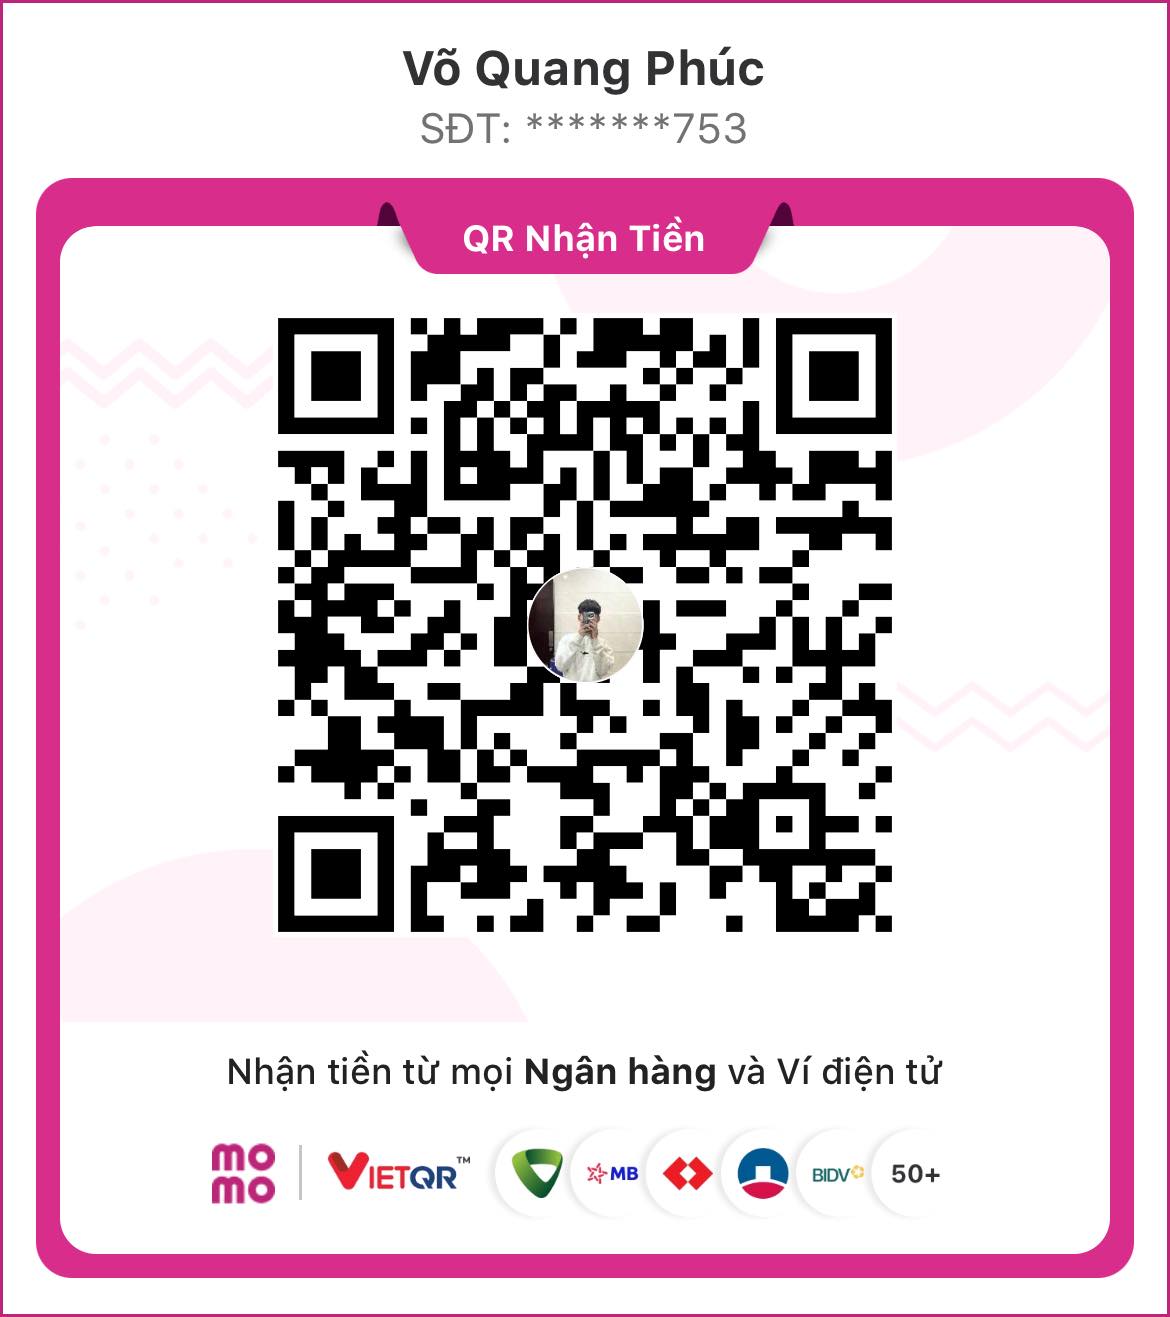 Võ Quang Phúc
SĐT: *******753
QR Nhận Tiền
Nhận tiền từ mọi Ngân hàng và Ví điện tử
mo
mo
VIETQR™
MB
BIDV
50+